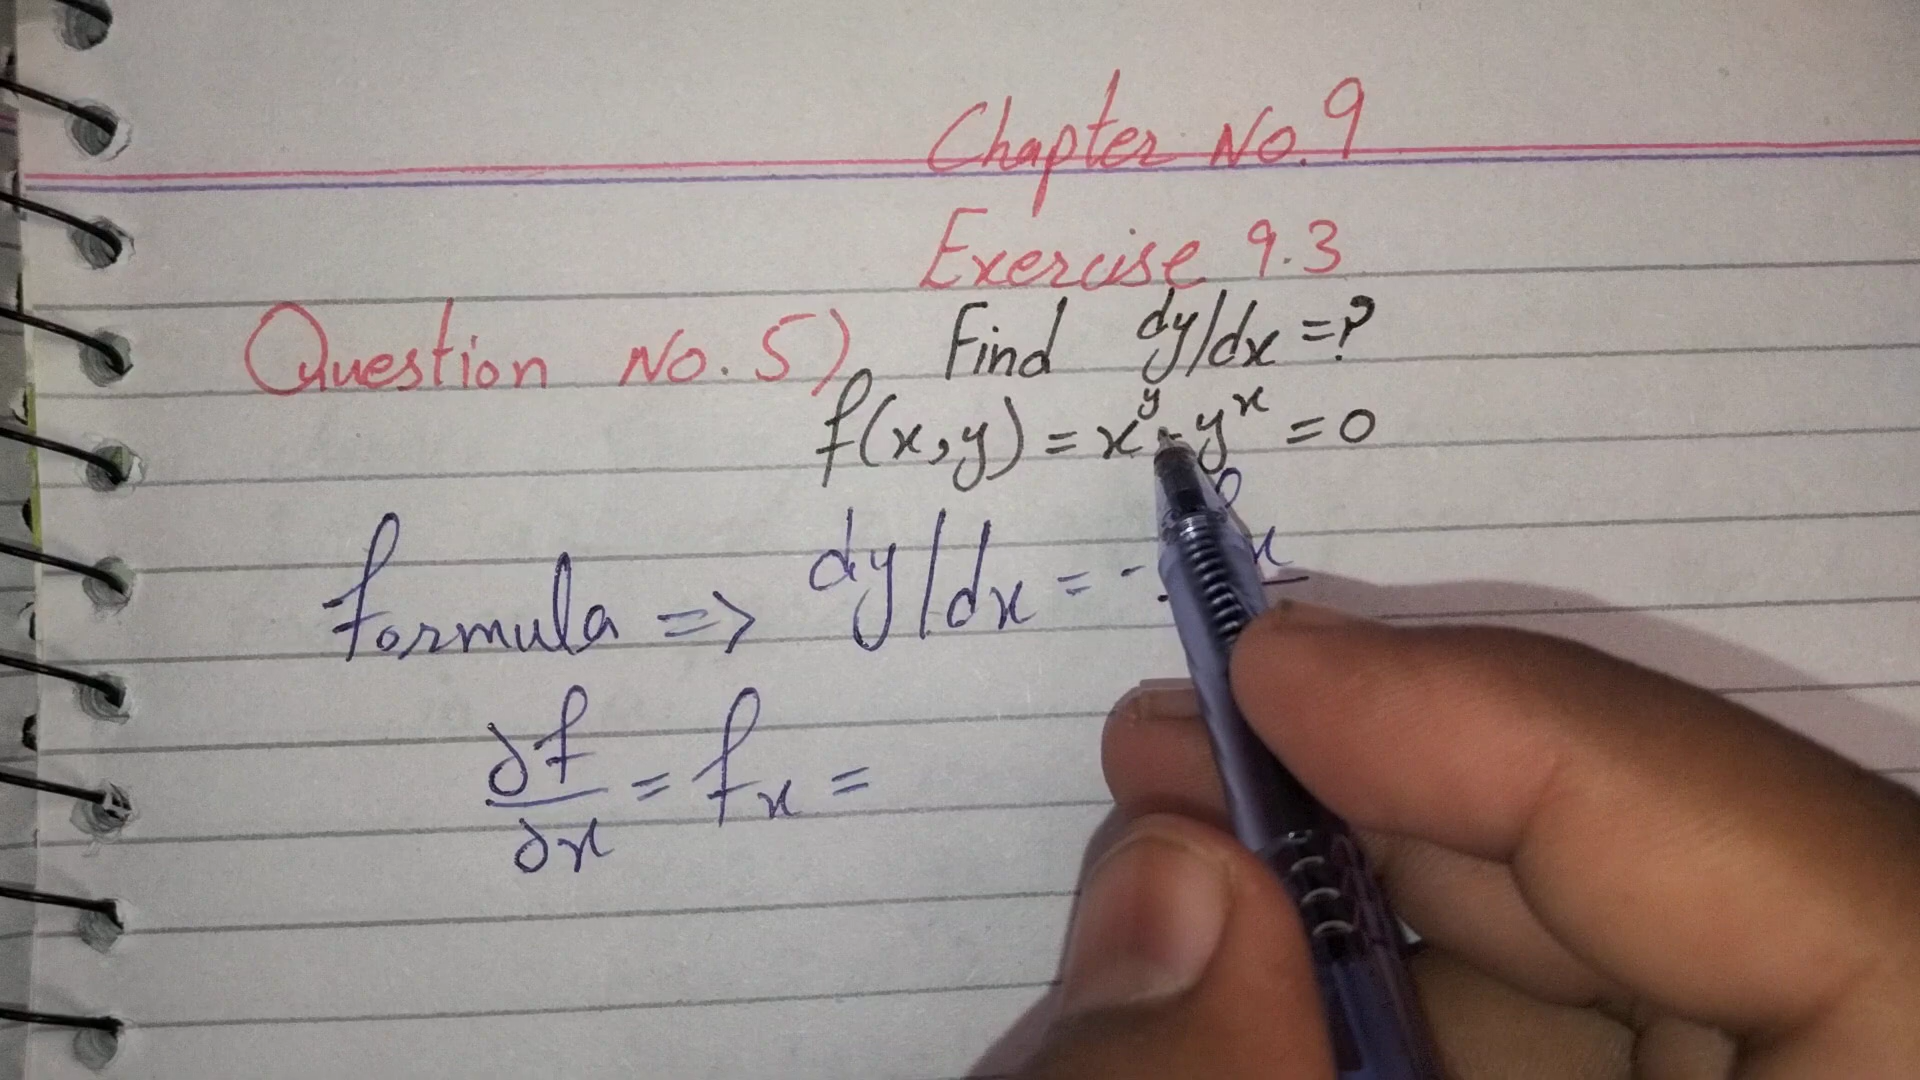 Chapter No. 9
Exercise 9.3
Question No. 5) Find dy/dx = ?
f(x,y) = x^y - y^x = 0
Formula => dy/dx = -
∂f/∂x = fx =